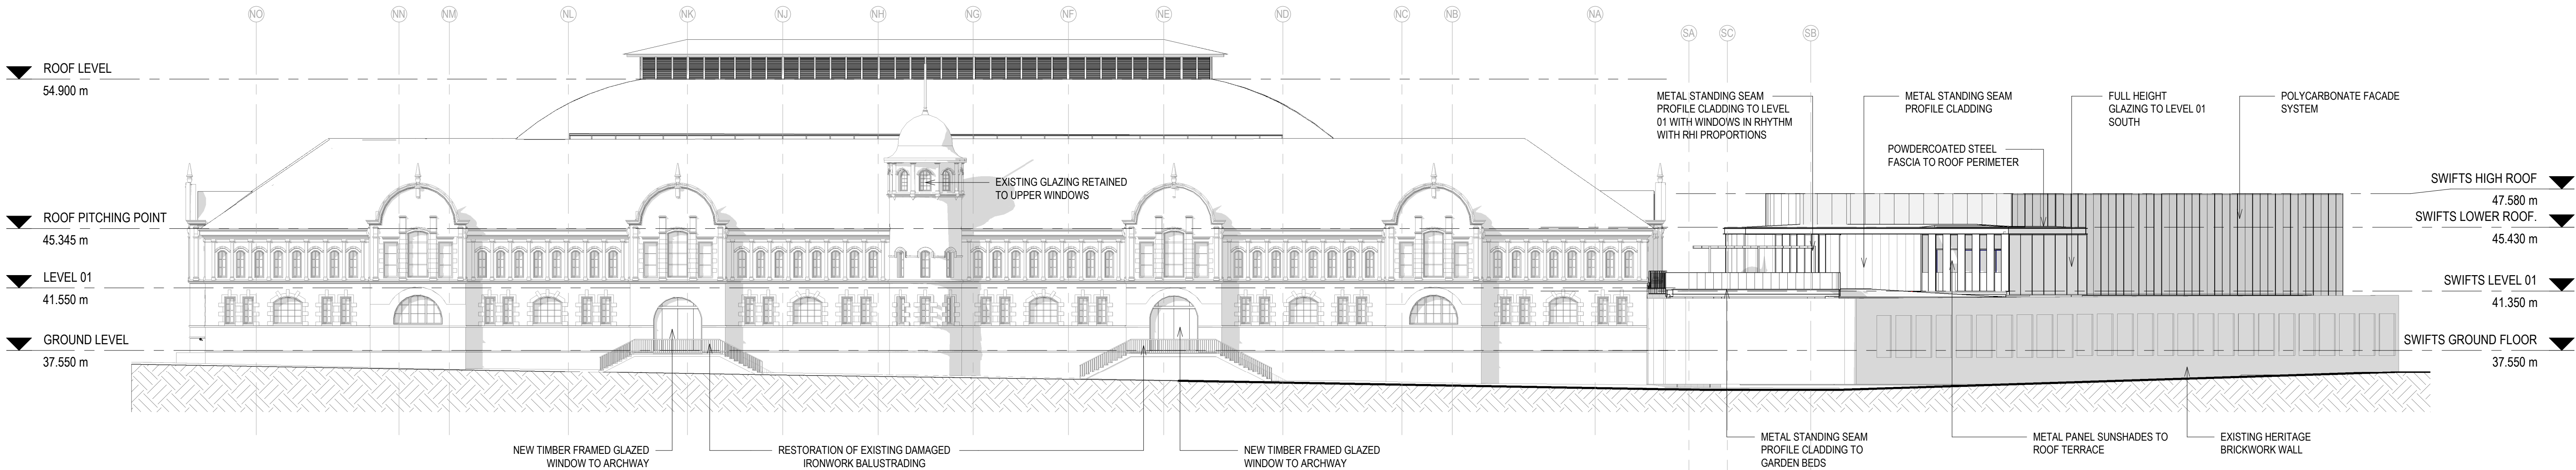 NO
NN
NM
NL
NK
NJ
NH
NG
NF
NE
ND
NC
NB
NA
SA
SC
SB
ROOF LEVEL
54.900 m
ROOF PITCHING POINT
45.345 m
LEVEL 01
41.550 m
GROUND LEVEL
37.550 m
EXISTING GLAZING RETAINED
TO UPPER WINDOWS
METAL STANDING SEAM
PROFILE CLADDING TO LEVEL
01 WITH WINDOWS IN RHYTHM
WITH RHI PROPORTIONS
METAL STANDING SEAM
PROFILE CLADDING
POWDERCOATED STEEL
FASCIA TO ROOF PERIMETER
FULL HEIGHT
GLAZING TO LEVEL 01
SOUTH
POLYCARBONATE FACADE
SYSTEM
SWIFTS HIGH ROOF
47.580 m
SWIFTS LOWER ROOF.
45.430 m
SWIFTS LEVEL 01
41.350 m
SWIFTS GROUND FLOOR
37.550 m
NEW TIMBER FRAMED GLAZED
WINDOW TO ARCHWAY
RESTORATION OF EXISTING DAMAGED
IRONWORK BALUSTRADING
NEW TIMBER FRAMED GLAZED
WINDOW TO ARCHWAY
METAL STANDING SEAM
PROFILE CLADDING TO
GARDEN BEDS
METAL PANEL SUNSHADES TO
ROOF TERRACE
EXISTING HERITAGE
BRICKWORK WALL